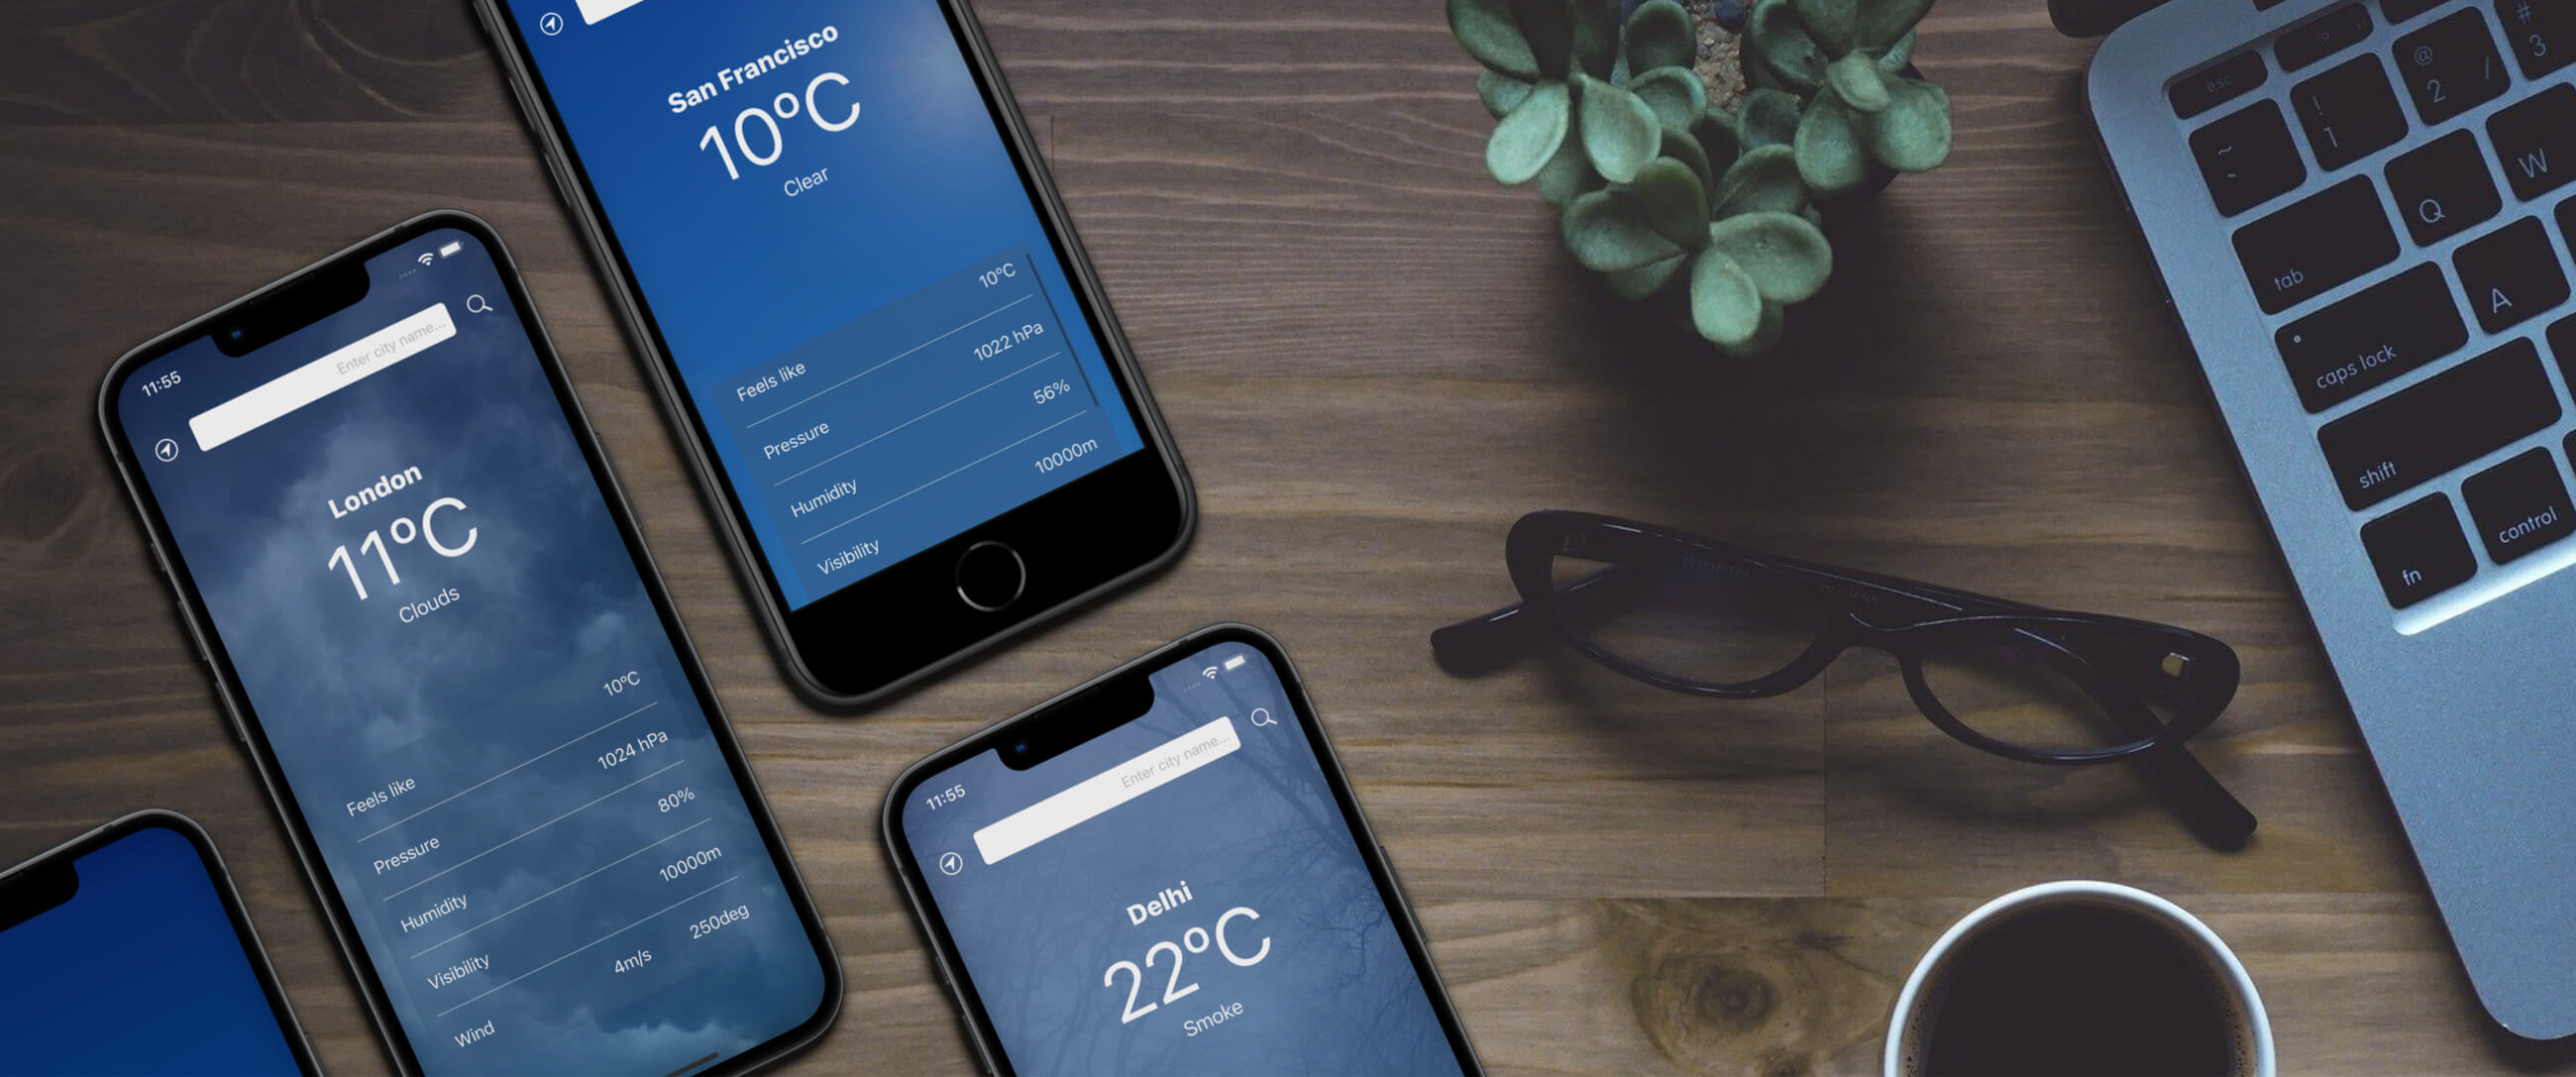 San Francisco
10°C
Clear
Feels like 10°C
Pressure 1022 hPa
Humidity 56%
Visibility 10000m
11:55
Enter city name...
London
11°C
Clouds
Feels like 10°C
Pressure 1024 hPa
Humidity 80%
Visibility 10000m
Wind 4m/s 250deg
11:55
Enter city name...
Delhi
22°C
Smoke
esc
~
!
1
@
2
#
3
tab
Q
W
caps lock
A
shift
fn
control